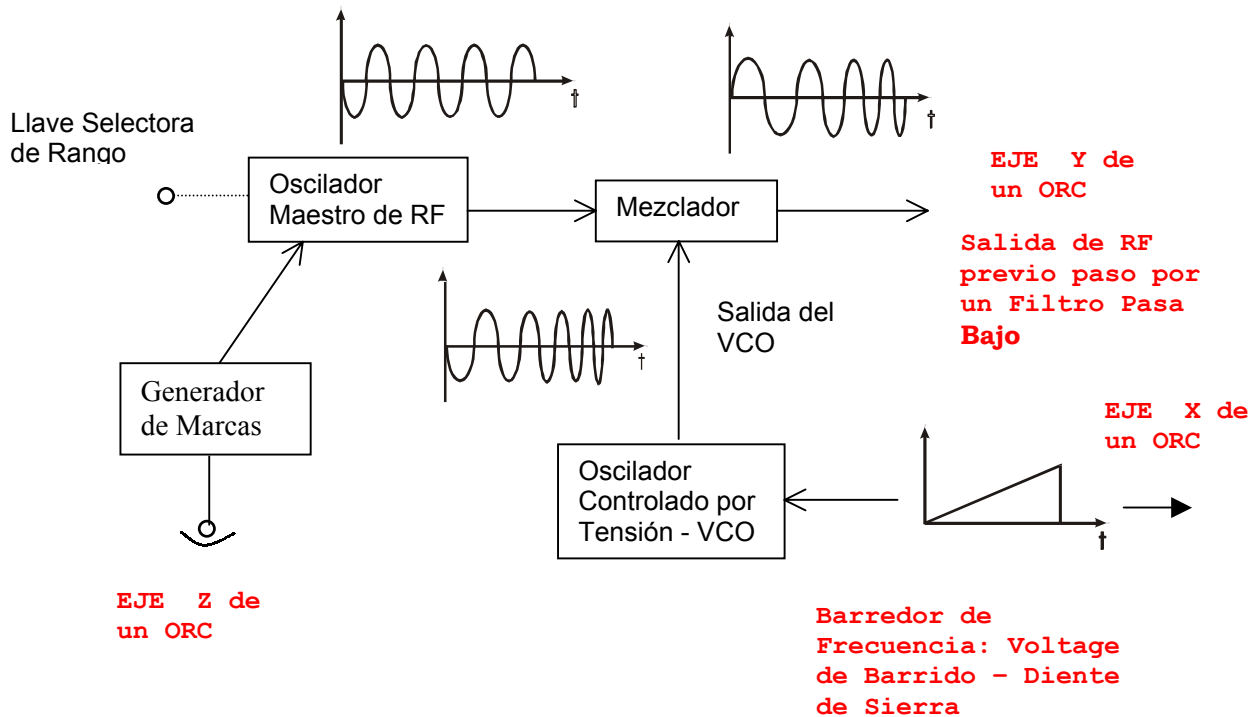 t
t
Llave Selectora
de Rango
EJE Y de
un ORC
Oscilador
Maestro de RF
Mezclador
Salida de RF
previo paso por
un Filtro Pasa
Bajo
Salida del
VCO
t
Generador
de Marcas
EJE X de
un ORC
Oscilador
Controlado por
Tensión - VCO
t
EJE Z de
un ORC
Barredor de
Frecuencia: Voltage
de Barrido – Diente
de Sierra